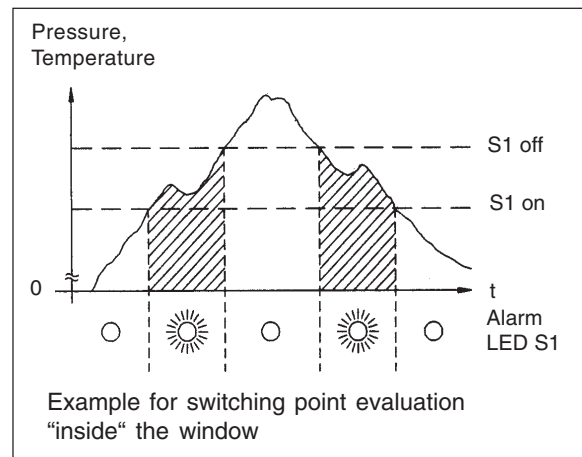 Pressure,
Temperature
S1 off
S1 on
0
t
Alarm
LED S1
Example for switching point evaluation
“inside“ the window